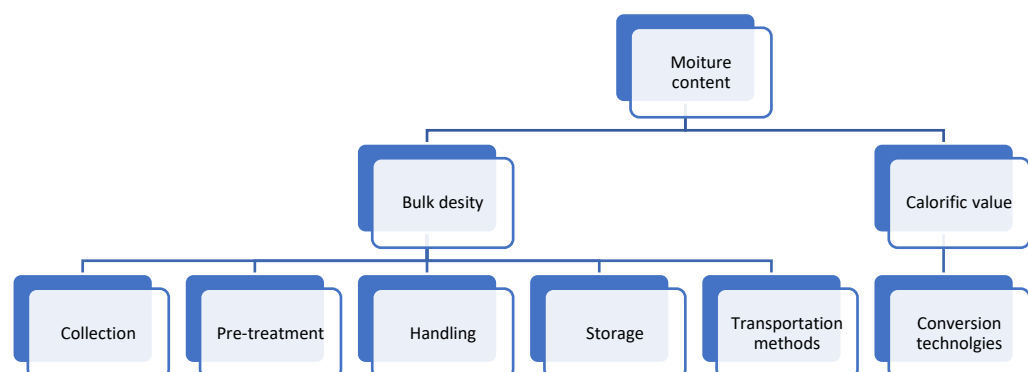 Moiture
content
Bulk desity
Calorific value
Collection
Pre-treatment
Handling
Storage
Transportation
methods
Conversion
technolgies